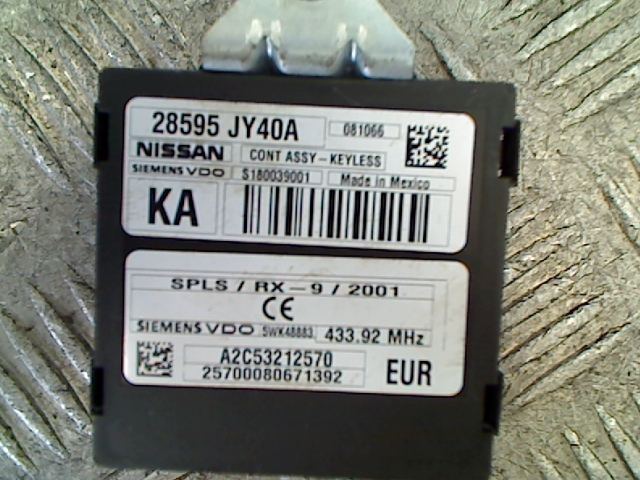 28595 JY40A 081066
NISSAN CONT ASSY-KEYLESS
SIEMENS VDO S180039001 Made in Mexico
KA
SPLS / RX-9 / 2001
CE
SIEMENS VDO 5WK48883 433.92 MHz
A2C53212570
25700080671392
EUR